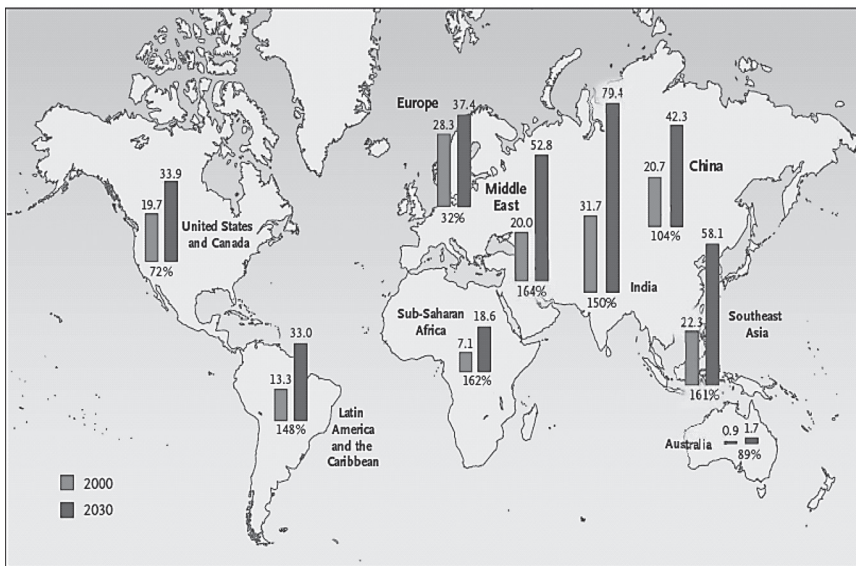 Europe
28.3
37.4
32%
79.4
31.7
150%
India
42.3
20.7
China
104%
52.8
Middle
East
20.0
164%
33.9
19.7
United States
and Canada
72%
58.1
22.3
Southeast
Asia
161%
Sub-Saharan
Africa
18.6
7.1
162%
33.0
13.3
148%
Latin
America
and the
Caribbean
Australia
0.9
1.7
89%
2000
2030